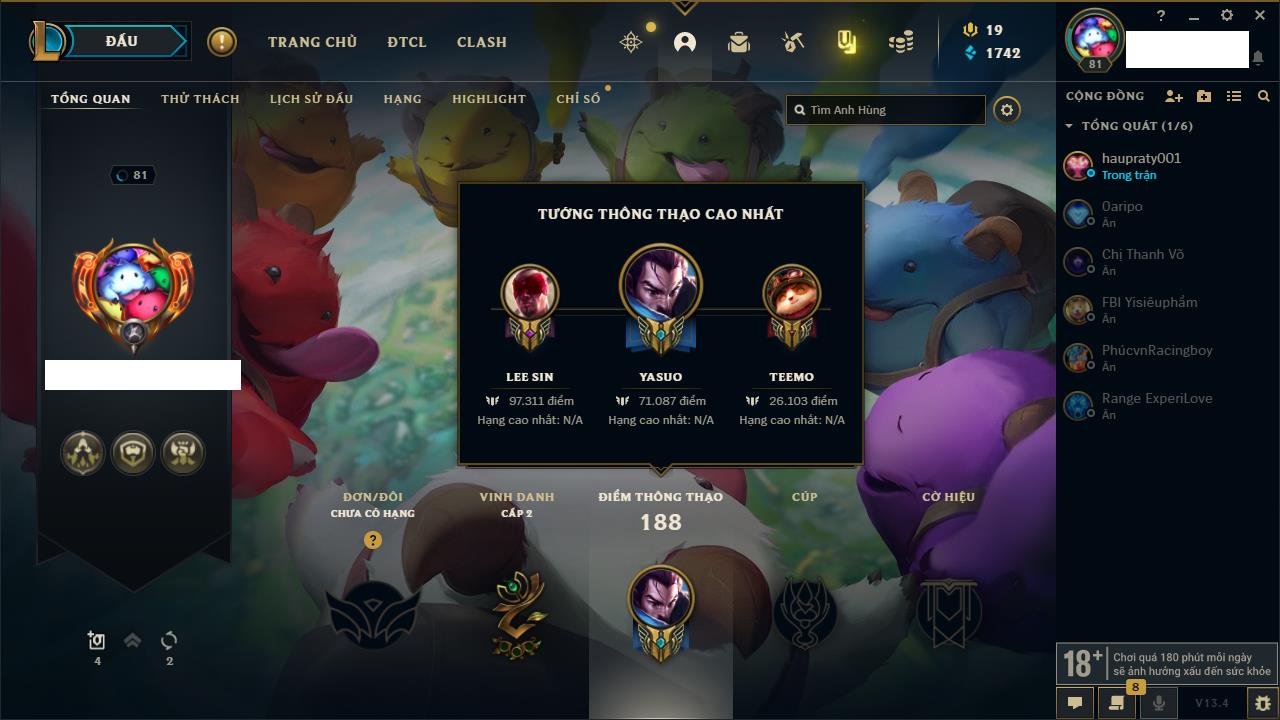 ĐẤU
TRANG CHỦ
ĐTCL
CLASH
19
1742
81
TỔNG QUAN
THỬ THÁCH
LỊCH SỬ ĐẤU
HẠNG
HIGHLIGHT
CHỈ SỐ
Tìm Anh Hùng
81
TƯỚNG THÔNG THẠO CAO NHẤT
LEE SIN
97.311 điểm
Hạng cao nhất: N/A
YASUO
71.087 điểm
Hạng cao nhất: N/A
TEEMO
26.103 điểm
Hạng cao nhất: N/A
ĐƠN/ĐÔI
CHƯA CÓ HẠNG
?
VINH DANH
CẤP 2
ĐIỂM THÔNG THẠO
188
CÚP
CỜ HIỆU
4
2
CỘNG ĐỒNG
TỔNG QUÁT (1/6)
haupraty001
Trong trận
Oaripo
Ẩn
Chị Thanh Võ
Ẩn
FBI Yisiêuphẩm
Ẩn
PhúcvnRacingboy
Ẩn
Range ExperiLove
Ẩn
18+
Chơi quá 180 phút mỗi ngày
sẽ ảnh hưởng xấu đến sức khỏe
8
V13.4